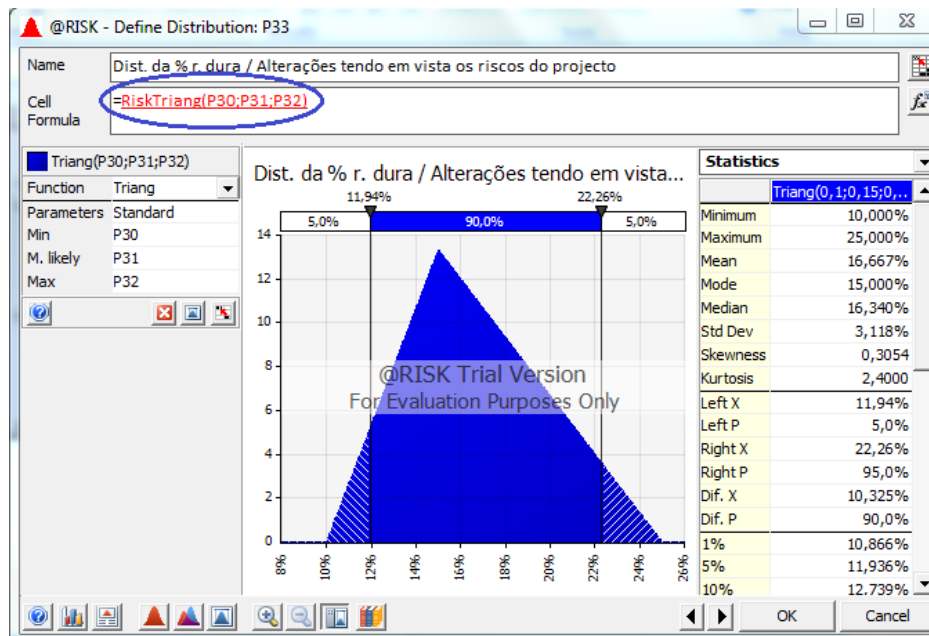 @RISK - Define Distribution: P33
Name
Dist. da % r. dura / Alterações tendo em vista os riscos do projecto
Cell Formula
=RiskTriang(P30;P31;P32)
Triang(P30;P31;P32)
Function Triang
Parameters Standard
Min P30
M. likely P31
Max P32
Dist. da % r. dura / Alterações tendo em vista...
11,94% 22,26%
5,0% 90,0% 5,0%
14
12
10
8
6
4
2
0
8% 10% 12% 14% 16% 18% 20% 22% 24% 26%
@RISK Trial Version
For Evaluation Purposes Only
Statistics
Triang(0,1;0,15;0,..
Minimum 10,000%
Maximum 25,000%
Mean 16,667%
Mode 15,000%
Median 16,340%
Std Dev 3,118%
Skewness 0,3054
Kurtosis 2,4000
Left X 11,94%
Left P 5,0%
Right X 22,26%
Right P 95,0%
Dif. X 10,325%
Dif. P 90,0%
1% 10,866%
5% 11,936%
10% 12.739%
OK Cancel